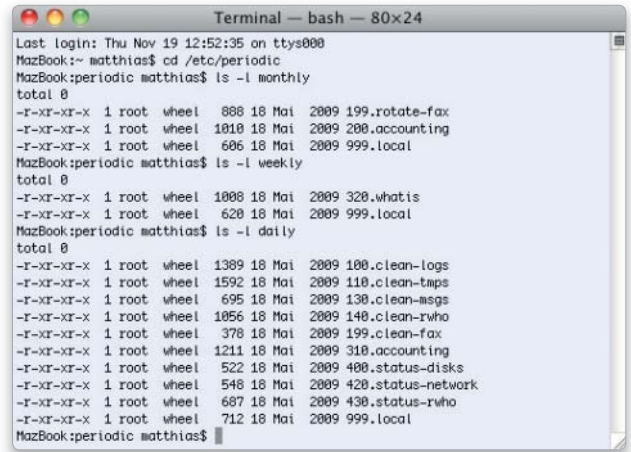 Terminal — bash — 80×24
Last login: Thu Nov 19 12:52:35 on ttys000
MazBook:~ matthias$ cd /etc/periodic
MazBook:periodic matthias$ ls -l monthly
total 0
-r-xr-xr-x  1 root  wheel   888 18 Mai  2009 199.rotate-fax
-r-xr-xr-x  1 root  wheel  1010 18 Mai  2009 200.accounting
-r-xr-xr-x  1 root  wheel   606 18 Mai  2009 999.local
MazBook:periodic matthias$ ls -l weekly
total 0
-r-xr-xr-x  1 root  wheel  1008 18 Mai  2009 320.whatis
-r-xr-xr-x  1 root  wheel   620 18 Mai  2009 999.local
MazBook:periodic matthias$ ls -l daily
total 0
-r-xr-xr-x  1 root  wheel  1389 18 Mai  2009 100.clean-logs
-r-xr-xr-x  1 root  wheel  1592 18 Mai  2009 110.clean-tmps
-r-xr-xr-x  1 root  wheel   695 18 Mai  2009 130.clean-msgs
-r-xr-xr-x  1 root  wheel  1056 18 Mai  2009 140.clean-rwho
-r-xr-xr-x  1 root  wheel   378 18 Mai  2009 199.clean-fax
-r-xr-xr-x  1 root  wheel  1211 18 Mai  2009 310.accounting
-r-xr-xr-x  1 root  wheel   522 18 Mai  2009 400.status-disks
-r-xr-xr-x  1 root  wheel   548 18 Mai  2009 420.status-network
-r-xr-xr-x  1 root  wheel   687 18 Mai  2009 430.status-rwho
-r-xr-xr-x  1 root  wheel   712 18 Mai  2009 999.local
MazBook:periodic matthias$